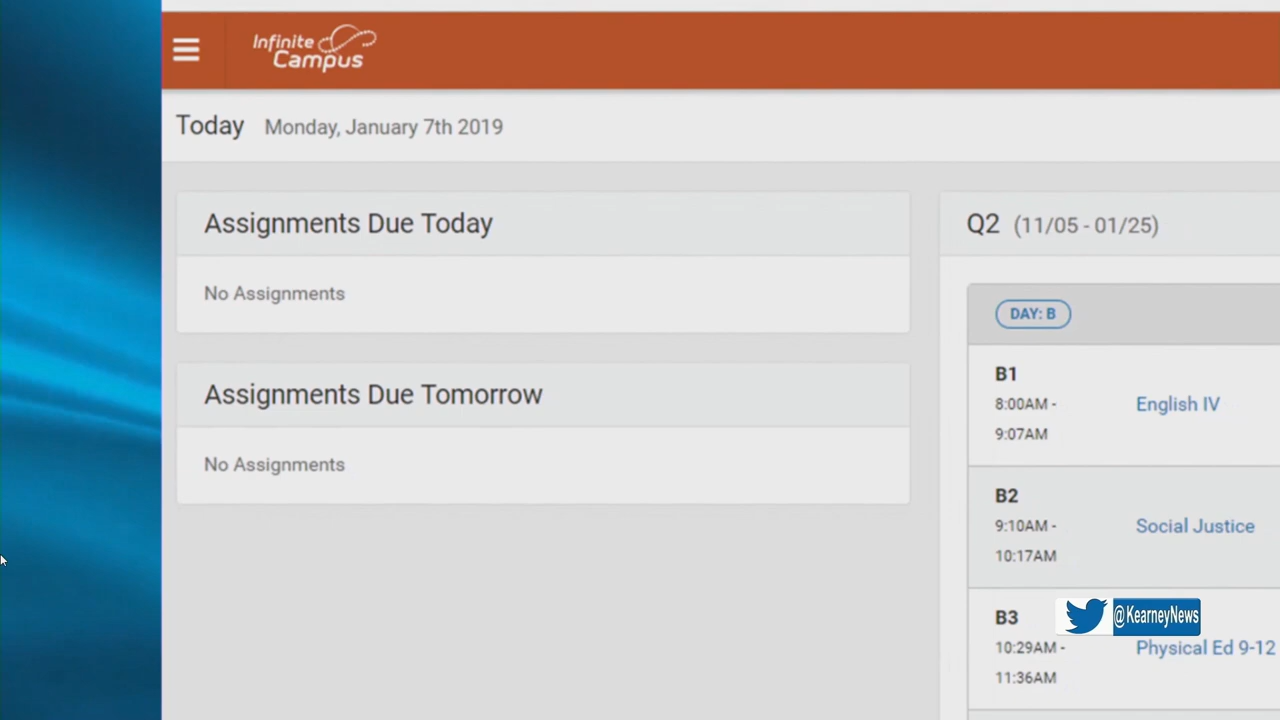 Infinite
Campus
Today Monday, January 7th 2019
Assignments Due Today
No Assignments
Assignments Due Tomorrow
No Assignments
Q2 (11/05 - 01/25)
DAY: B
B1
8:00AM -
9:07AM
English IV
B2
9:10AM -
10:17AM
Social Justice
B3
10:29AM -
11:36AM
Physical Ed 9-12
@KearneyNews